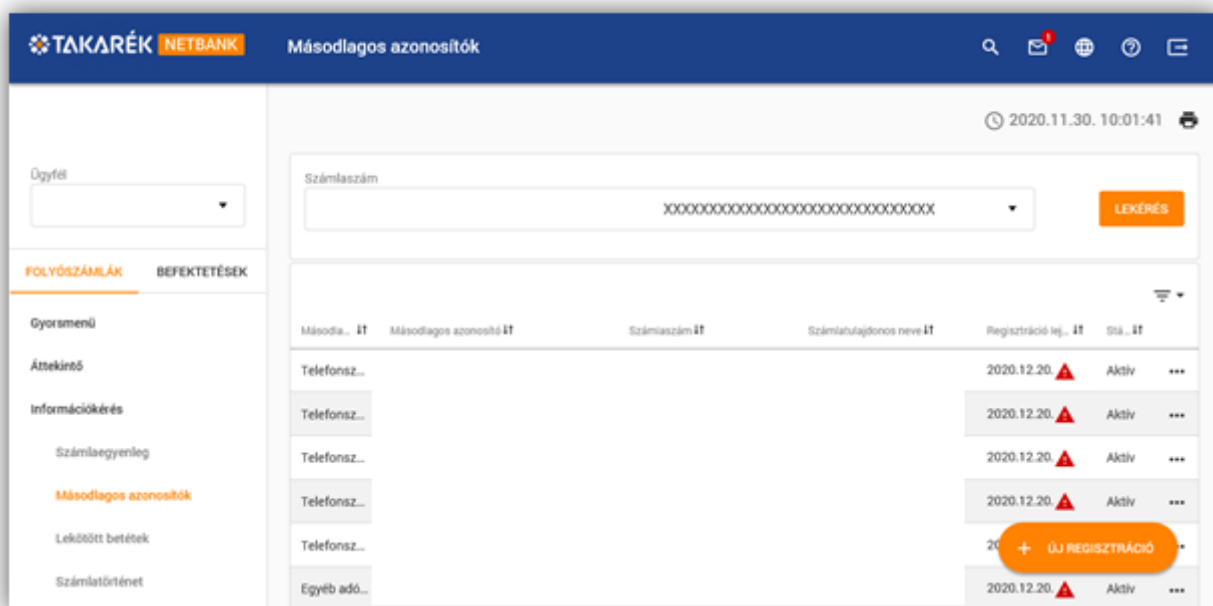 TAKARÉK NETBANK Másodlagos azonosítók 1
2020.11.30. 10:01:41
Ügyfél
Számlaszám
XXXXXXXXXXXXXXXXXXXXXXXXXXXXXX
LEKÉRÉS
FOLYÓSZÁMLÁK BEFEKTETÉSEK
Gyorsmenü
Áttekintő
Információkérés
Számlaegyenleg
Másodlagos azonosítók
Lekötött betétek
Számlatörténet
Másodla... Másodlagos azonosító Számlaszám Számlatulajdonos neve Regisztráció lej... Stá...
Telefonsz... 2020.12.20. Aktív ...
Telefonsz... 2020.12.20. Aktív ...
Telefonsz... 2020.12.20. Aktív ...
Telefonsz... 2020.12.20. Aktív ...
Telefonsz... 20
+ ÚJ REGISZTRÁCIÓ
Egyéb adó... 2020.12.20. Aktív ...